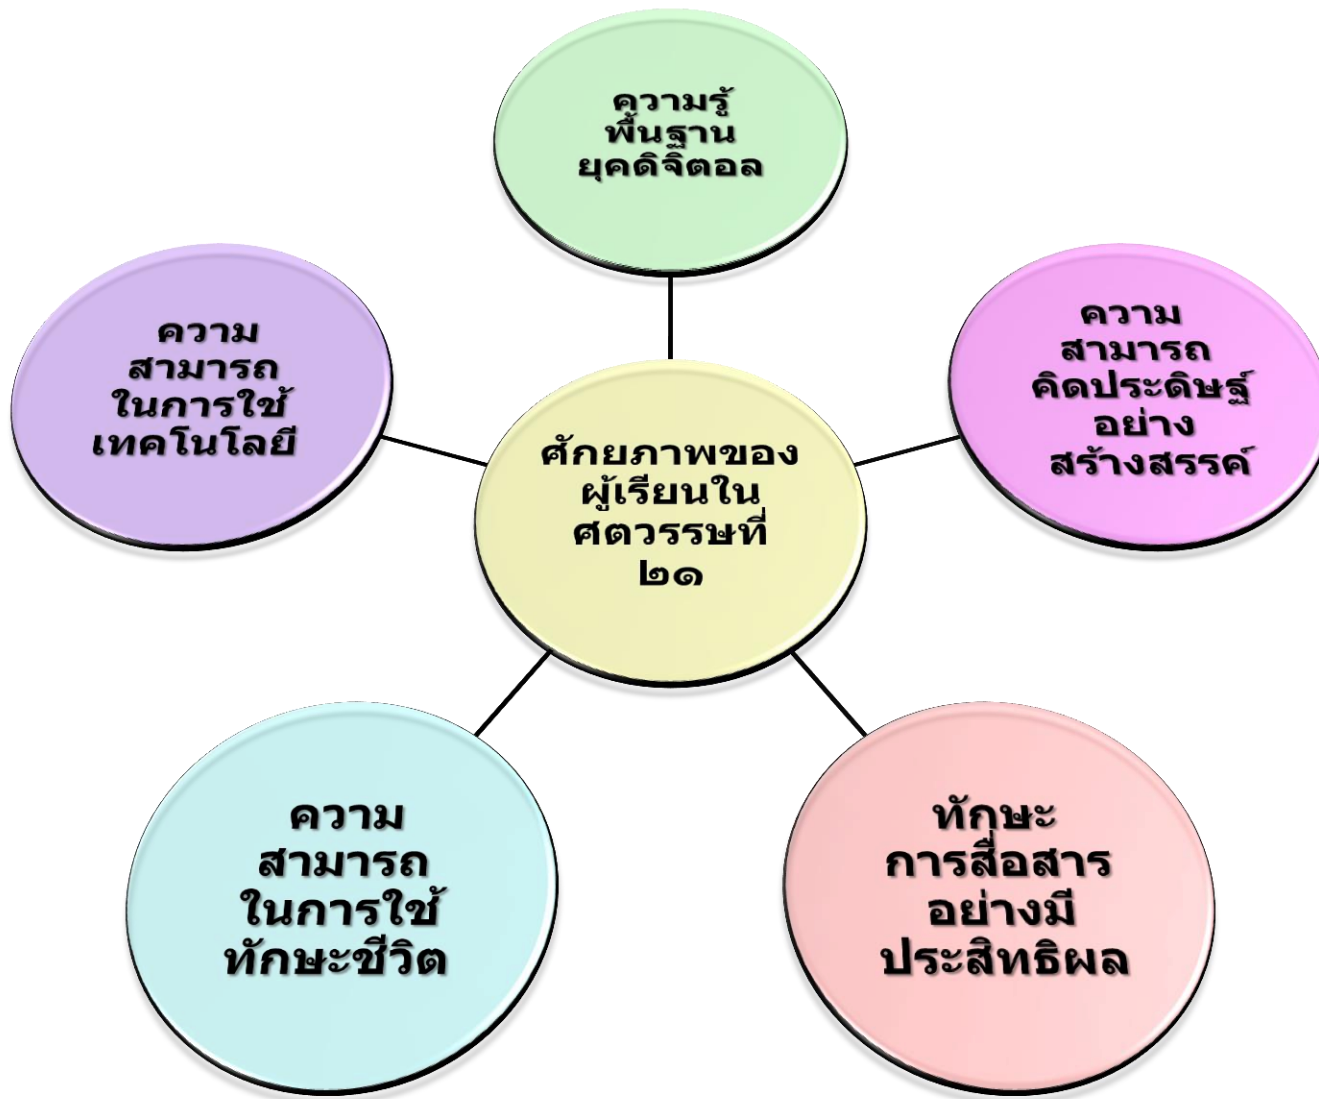 ความรู้
พื้นฐาน
ยุคดิจิตอล
ความ
สามารถ
คิดประดิษฐ์
อย่าง
สร้างสรรค์
ความ
สามารถ
ในการใช้
เทคโนโลยี
ศักยภาพของ
ผู้เรียนใน
ศตวรรษที่
๒๑
ทักษะ
การสื่อสาร
อย่างมี
ประสิทธิผล
ความ
สามารถ
ในการใช้
ทักษะชีวิต